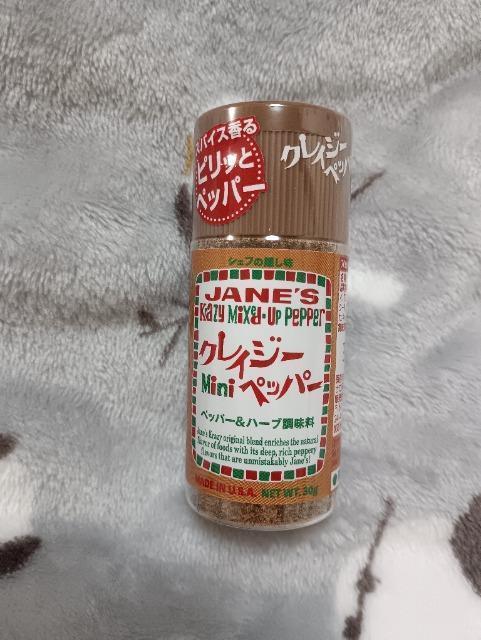 スパイス香る
ピリッと
ペッパー
クレイジー
ペッパー
シェフの隠し味
JANE'S
KRAZY MIXED-UP PEPPER
クレイジー
Mini ペッパー
ペッパー&ハーブ調味料
Jane's Krazy original blend enriches the natural
flavor of foods with its deep, rich peppery
flavors that are unmistakably Jane's!
MADE IN U.S.A. NET WT. 30g